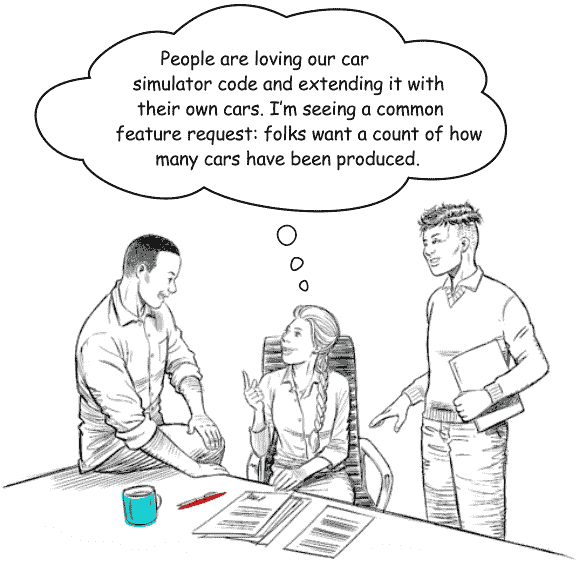 People are loving our car
simulator code and extending it with
their own cars. I'm seeing a common
feature request: folks want a count of how
many cars have been produced.